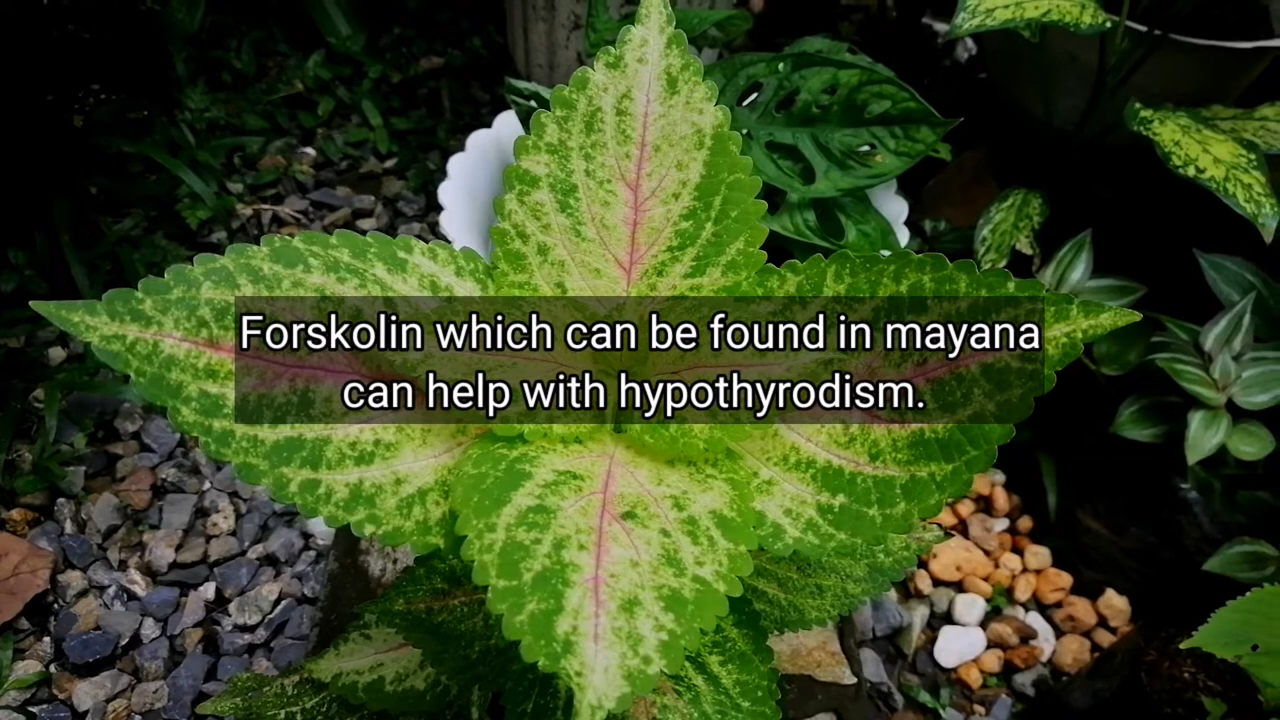 Forskolin which can be found in mayana
can help with hypothyrodism.